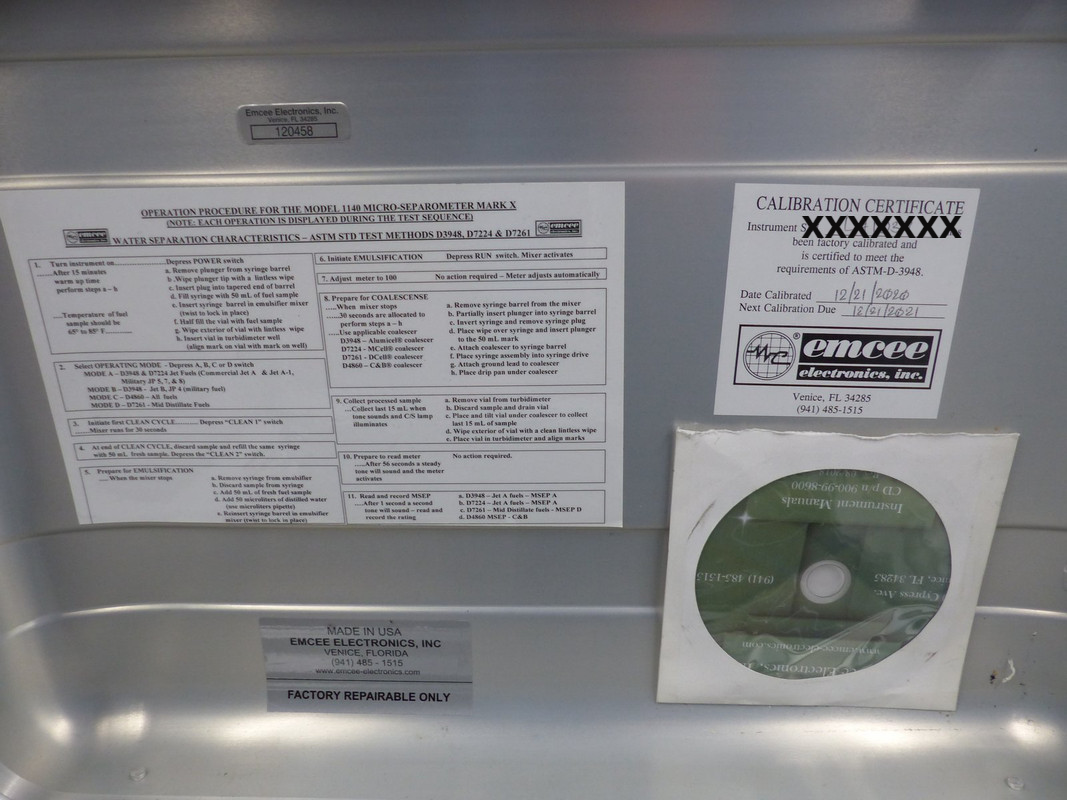 Emcee Electronics, Inc.
Venice, FL 34285
120458
OPERATION PROCEDURE FOR THE MODEL 1140 MICRO-SEPAROMETER MARK X
(NOTE: EACH OPERATION IS DISPLAYED DURING THE TEST SEQUENCE)
emcee
WATER SEPARATION CHARACTERISTICS – ASTM STD TEST METHODS D3948, D7224 & D7261
emcee
1. Turn instrument on Depress POWER switch
.....After 15 minutes a. Remove plunger from syringe barrel
warm up time b. Wipe plunger tip with a lintless wipe
perform steps a – h c. Insert plug into tapered end of barrel
d. Fill syringe with 50 mL of fuel sample
e. Insert syringe barrel in emulsifier mixer
(twist to lock in place)
....Temperature of fuel f. Half fill the vial with fuel sample
sample should be g. Wipe exterior of vial with lintless wipe
65° to 85° F h. Insert vial in turbidimeter well
(align mark on vial with mark on well)
2. Select OPERATING MODE – Depress A, B, C or D switch
MODE A – D3948 & D7224 Jet Fuels (Commercial Jet A & Jet A-1,
Military JP 5, 7, & 8)
MODE B – D3948 - Jet B, JP 4 (military fuel)
MODE C – D4860 – All fuels
MODE D – D7261 – Mid Distillate Fuels
3. Initiate first CLEAN CYCLE Depress "CLEAN 1" switch
Mixer runs for 30 seconds
4. At end of CLEAN CYCLE, discard sample and refill the same syringe
with 50 mL fresh sample. Depress the "CLEAN 2" switch.
5. Prepare for EMULSIFICATION
.... When the mixer stops a. Remove syringe from emulsifier
b. Discard sample from syringe
c. Add 50 mL of fresh fuel sample
d. Add 50 microliters of distilled water
(use microliters pipette)
e. Reinsert syringe barrel in emulsifier
mixer (twist to lock in place)
6. Initiate EMULSIFICATION Depress RUN switch. Mixer activates
7. Adjust meter to 100 No action required – Meter adjusts automatically
8. Prepare for COALESCENSE
.....When mixer stops a. Remove syringe barrel from the mixer
.....30 seconds are allocated to b. Partially insert plunger into syringe barrel
perform steps a – h c. Invert syringe and remove syringe plug
....Use applicable coalescer d. Place wipe over syringe and insert plunger
D3948 – Alumicel® coalescer to the 50 mL mark
D7224 – MCell® coalescer e. Attach coalescer to syringe barrel
D7261 – DCell® coalescer f. Place syringe assembly into syringe drive
D4860 – C&B® coalescer g. Attach ground lead to coalescer
h. Place drip pan under coalescer
9. Collect processed sample a. Remove vial from turbidimeter
....Collect last 15 mL when b. Discard sample and drain vial
tone sounds and C/S lamp c. Place and tilt vial under coalescer to collect
illuminates last 15 mL of sample
d. Wipe exterior of vial with a clean lintless wipe
e. Place vial in turbidimeter and align marks
10. Prepare to read meter No action required.
.....After 56 seconds a steady
tone will sound and the meter
activates
11. Read and record MSEP a. D3948 – Jet A fuels – MSEP A
....After 1 second a second b. D7224 – Jet A fuels – MSEP A
tone will sound – read and c. D7261 – Mid Distillate fuels - MSEP D
record the rating d. D4860 MSEP - C&B
CALIBRATION CERTIFICATE
Instrument S XXXXXXXX s
been factory calibrated and
is certified to meet the
requirements of ASTM-D-3948.
Date Calibrated 12/21/2020
Next Calibration Due 12/21/2021
emcee®
electronics, inc.
Venice, FL 34285
(941) 485-1515
CD p/n 900-99-8600
Instrument Manuals
(941) 485-1515
nice, FL 34285
Cypress Ave.
www.emceeelectronics.com
e Electronics, I
MADE IN USA
EMCEE ELECTRONICS, INC
VENICE, FLORIDA
(941) 485 - 1515
www.emcee-electronics.com
FACTORY REPAIRABLE ONLY